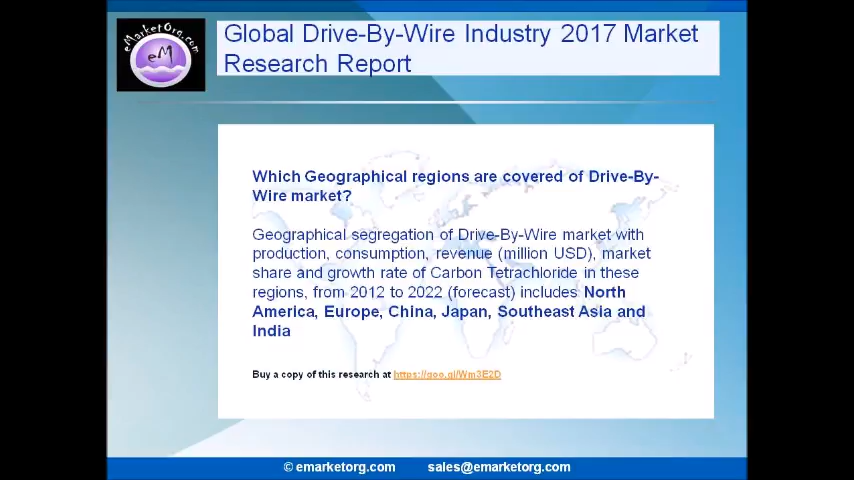 eMarketOrg.com
eM
Global Drive-By-Wire Industry 2017 Market
Research Report
Which Geographical regions are covered of Drive-By-
Wire market?
Geographical segregation of Drive-By-Wire market with
production, consumption, revenue (million USD), market
share and growth rate of Carbon Tetrachloride in these
regions, from 2012 to 2022 (forecast) includes North
America, Europe, China, Japan, Southeast Asia and
India
Buy a copy of this research at https://goo.gl/Wm3E2D
© emarketorg.com sales@emarketorg.com